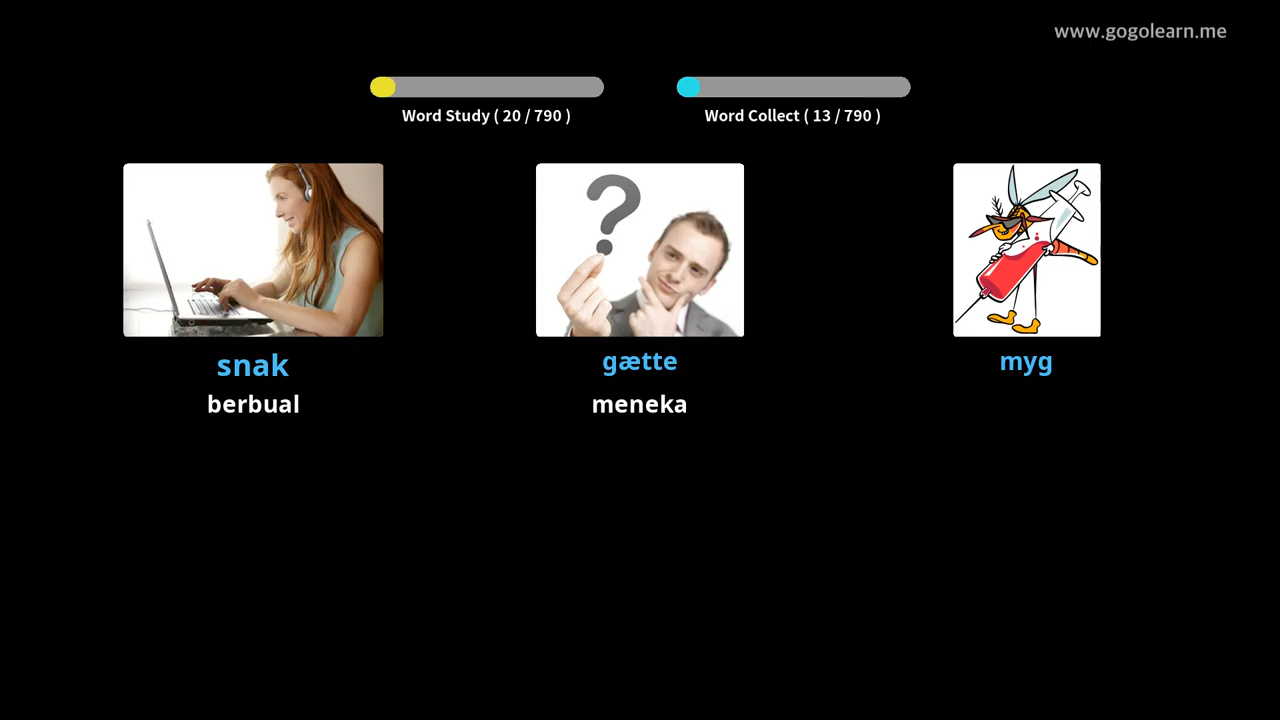 www.gogolearn.me
Word Study ( 20 / 790 )
Word Collect ( 13 / 790 )
snak
berbual
gætte
meneka
myg